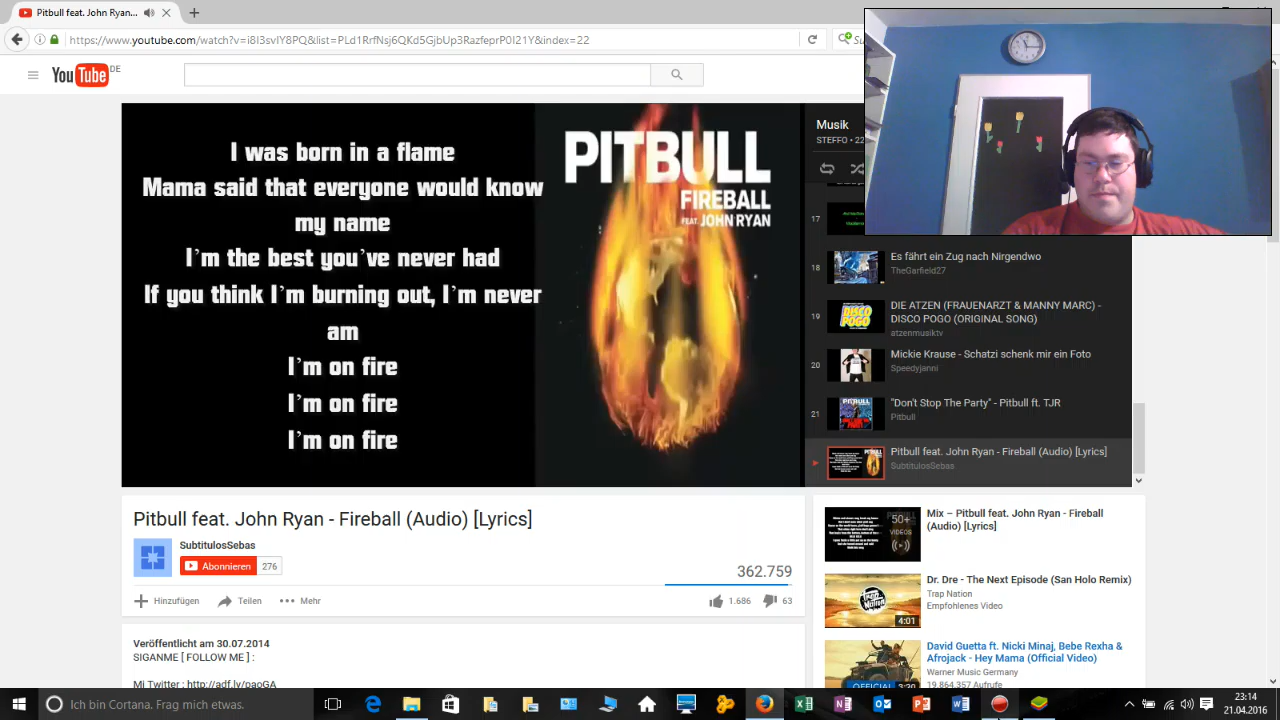 Pitbull feat. John Ryan...
https://www.youtube.com/watch?v=i8I3svIY8PQ&list=PLd1RrfNsj6QKd5GjbUp3RazfeprP0I21Y&index=22
YouTube DE
I was born in a flame
Mama said that everyone would know
my name
I'm the best you've never had
If you think I'm burning out, I'm never
am
I'm on fire
I'm on fire
I'm on fire
PITBULL
FIREBALL
FEAT. JOHN RYAN
Musik
STEFFO • 22
17
18
Es fährt ein Zug nach Nirgendwo
TheGarfield27
19
DISCO POGO
DIE ATZEN (FRAUENARZT & MANNY MARC) -
DISCO POGO (ORIGINAL SONG)
atzenmusiktv
20
Mickie Krause - Schatzi schenk mir ein Foto
Speedyjanni
21
PITBULL
"Don't Stop The Party" - Pitbull ft. TJR
Pitbull
Pitbull feat. John Ryan - Fireball (Audio) [Lyrics]
SubtitulosSebas
Pitbull feat. John Ryan - Fireball (Audio) [Lyrics]
SubtitulosSebas
Abonnieren 276
362.759
Hinzufügen Teilen Mehr
1.686 63
Veröffentlicht am 30.07.2014
SIGANME [ FOLLOW ME ] :
50+
VIDEOS
Mix – Pitbull feat. John Ryan - Fireball
(Audio) [Lyrics]
4:01
Dr. Dre - The Next Episode (San Holo Remix)
Trap Nation
Empfohlenes Video
David Guetta ft. Nicki Minaj, Bebe Rexha &
Afrojack - Hey Mama (Official Video)
Warner Music Germany
19.864.357 Aufrufe
Ich bin Cortana. Frag mich etwas.
23:14
21.04.2016